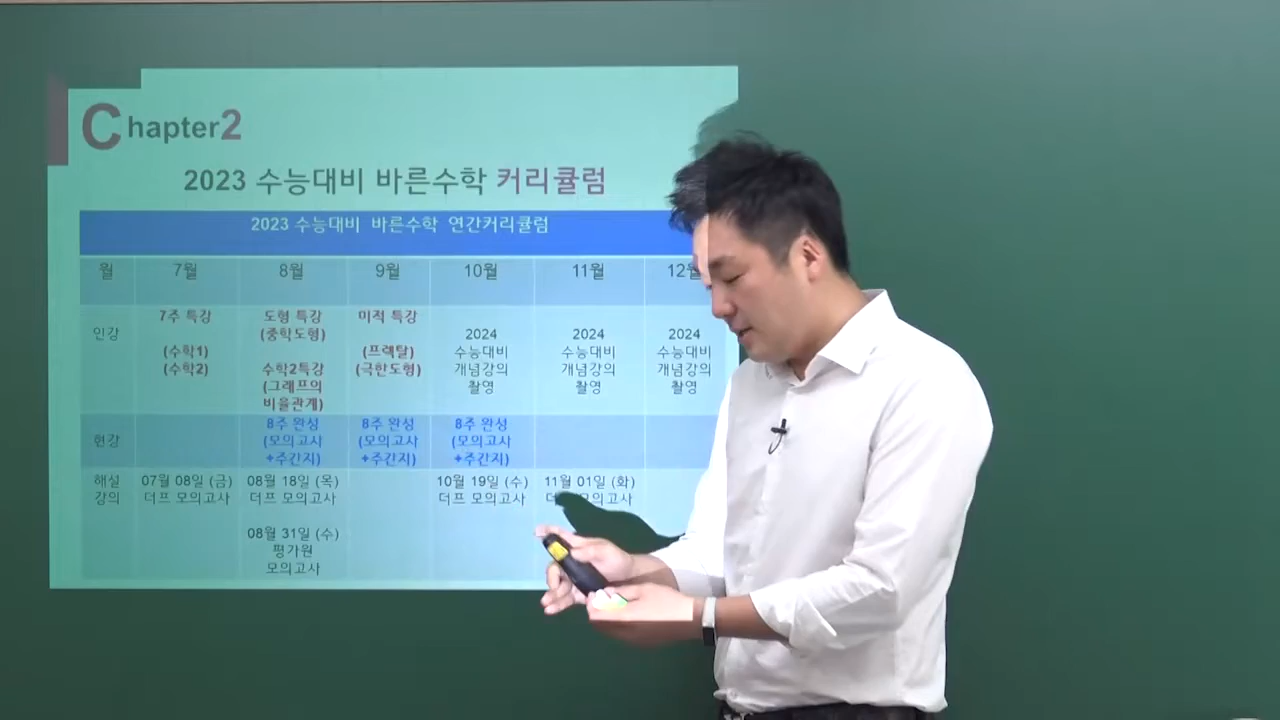 Chapter2
2023 수능대비 바른수학 커리큘럼
2023 수능대비 바른수학 연간커리큘럼
월 7월 8월 9월 10월 11월 12월
인강
7주 특강
(수학1)
(수학2)
도형 특강
(중학도형)
수학2특강
(그래프의
비율관계)
미적 특강
(프렉탈)
(극한도형)
2024
수능대비
개념강의
촬영
2024
수능대비
개념강의
촬영
2024
수능대비
개념강의
촬영
현강
8주 완성
(모의고사
+주간지)
8주 완성
(모의고사
+주간지)
8주 완성
(모의고사
+주간지)
해설
강의
07월 08일 (금)
더프 모의고사
08월 18일 (목)
더프 모의고사
08월 31일 (수)
평가원
모의고사
10월 19일 (수)
더프 모의고사
11월 01일 (화)
더프 모의고사